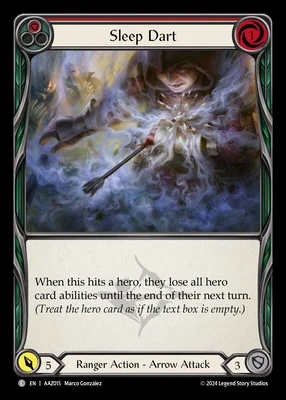 1
Sleep Dart
When this hits a hero, they lose all hero
card abilities until the end of their next turn.
(Treat the hero card as if the text box is empty.)
5
Ranger Action - Arrow Attack
3
C EN | AAZ015 Marco González
© 2024 Legend Story Studios